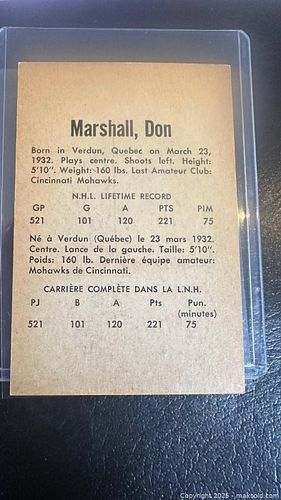 Marshall, Don
Born in Verdun, Quebec on March 23,
1932. Plays centre. Shoots left. Height:
5'10". Weight: 160 lbs. Last Amateur Club:
Cincinnati Mohawks.
N.H.L. LIFETIME RECORD
GP G A PTS PIM
521 101 120 221 75
Né à Verdun (Québec) le 23 mars 1932.
Centre. Lance de la gauche. Taille: 5'10".
Poids: 160 lb. Dernière équipe amateur:
Mohawks de Cincinnati.
CARRIÈRE COMPLÈTE DANS LA L.N.H.
PJ B A Pts Pun.
(minutes)
521 101 120 221 75
Copyright 2025 - maxsold.com